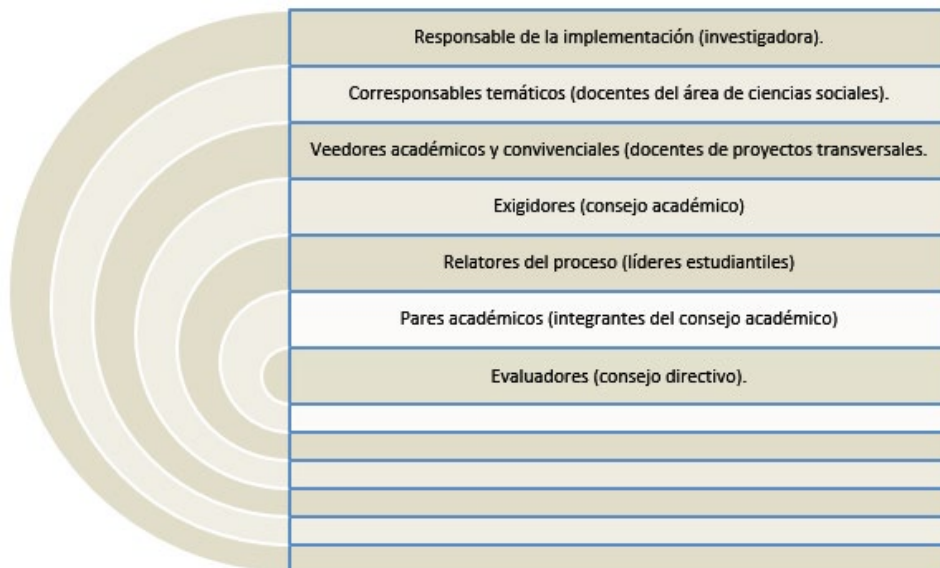 Responsable de la implementación (investigadora).
Corresponsables temáticos (docentes del área de ciencias sociales).
Veedores académicos y convivenciales (docentes de proyectos transversales.
Exigidores (consejo académico)
Relatores del proceso (líderes estudiantiles)
Pares académicos (integrantes del consejo académico)
Evaluadores (consejo directivo).